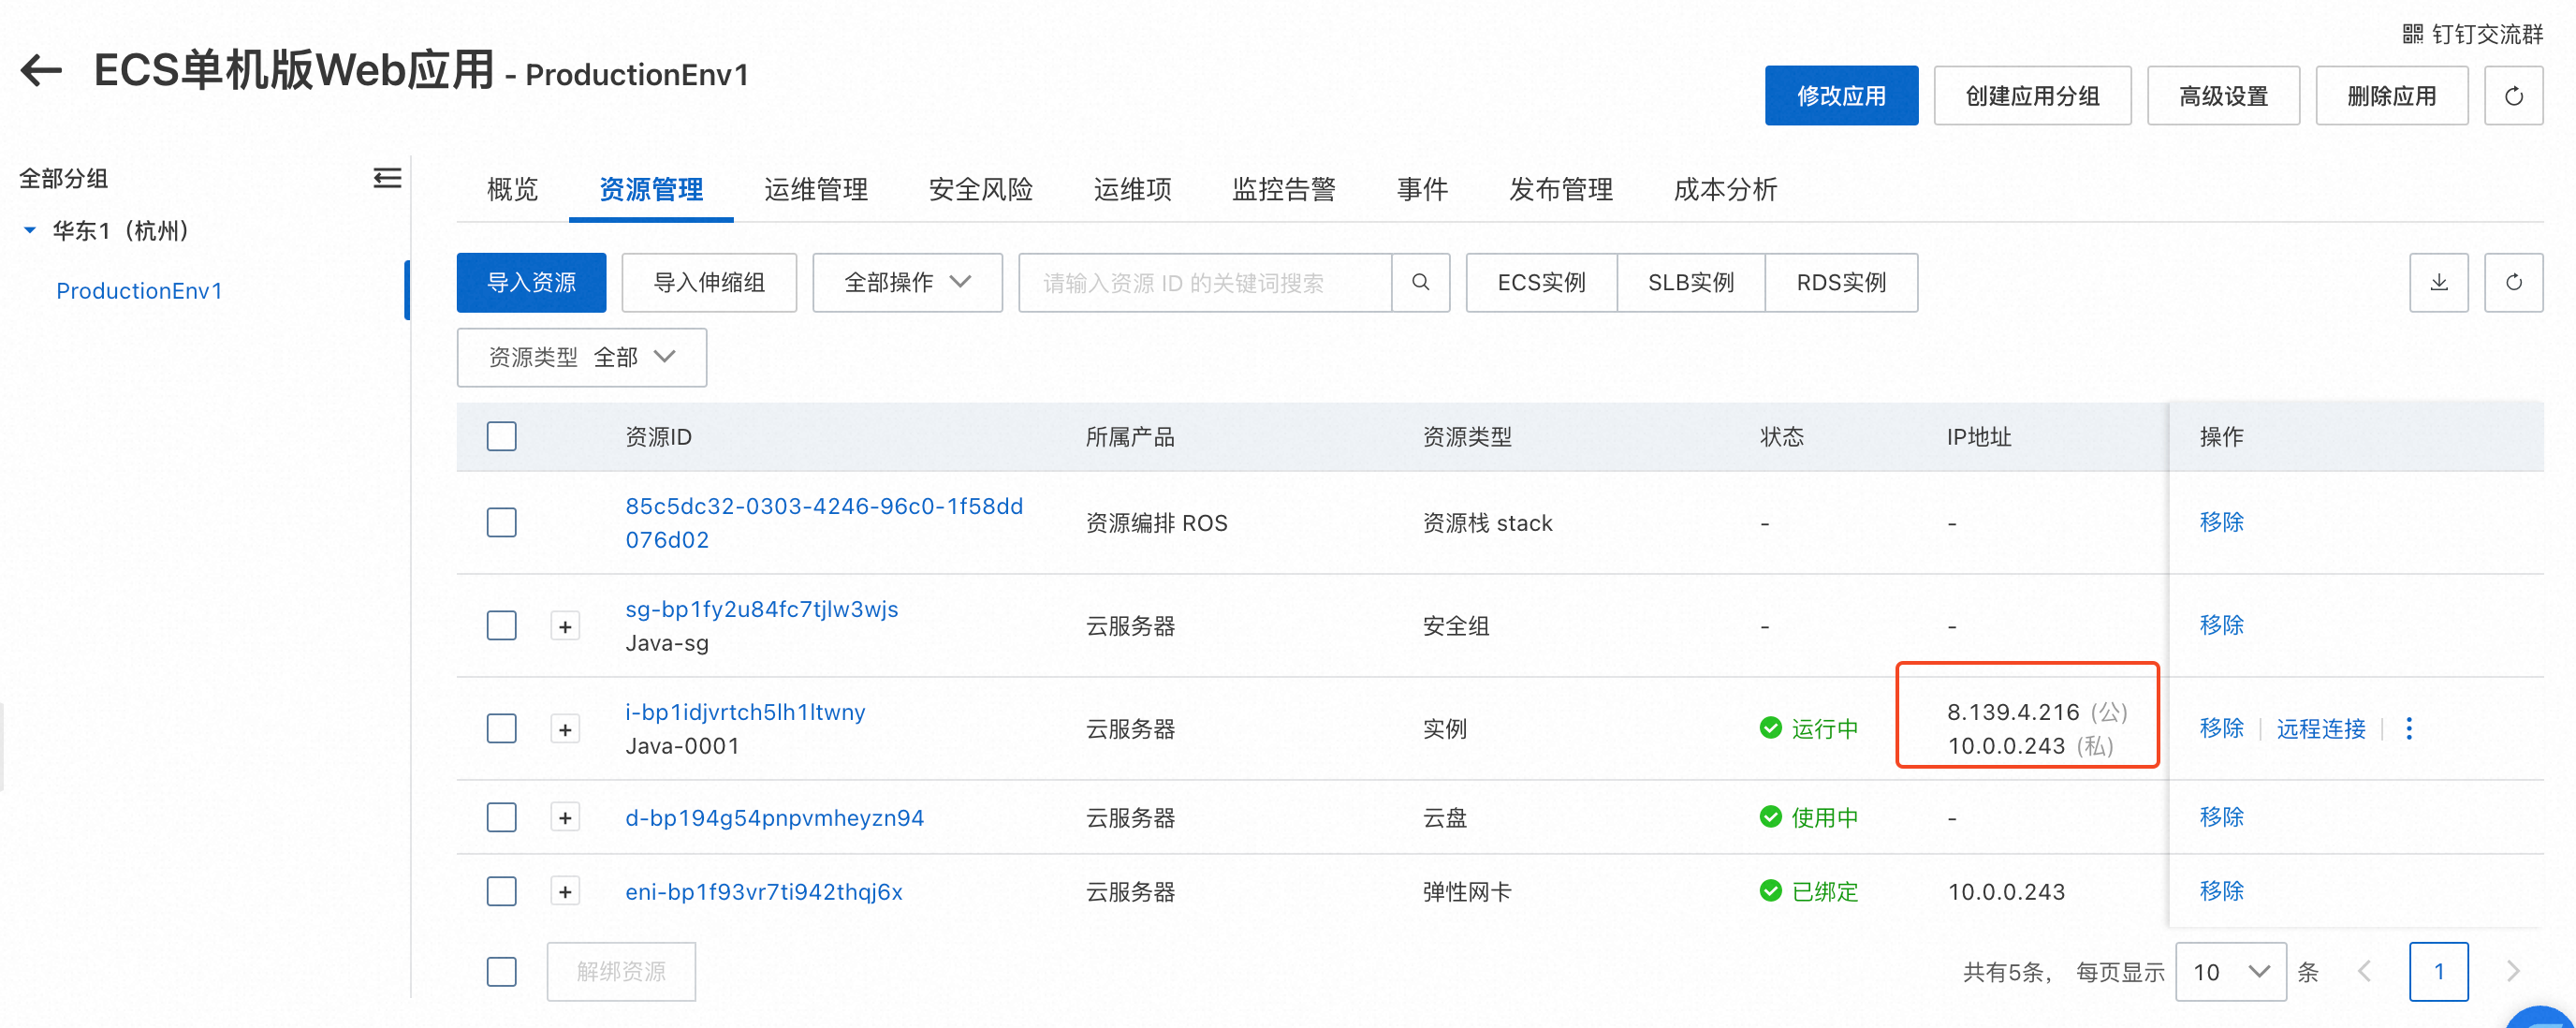 钉钉交流群
ECS单机版Web应用 - ProductionEnv1
修改应用 创建应用分组 高级设置 删除应用
全部分组
华东1（杭州）
ProductionEnv1
概览 资源管理 运维管理 安全风险 运维项 监控告警 事件 发布管理 成本分析
导入资源 导入伸缩组 全部操作 请输入资源 ID 的关键词搜索 ECS实例 SLB实例 RDS实例
资源类型 全部
资源ID 所属产品 资源类型 状态 IP地址 操作
85c5dc32-0303-4246-96c0-1f58dd
076d02
资源编排 ROS 资源栈 stack - - 移除
sg-bp1fy2u84fc7tjlw3wjs
Java-sg
云服务器 安全组 - - 移除
i-bp1idjvrtch5lh1ltwny
Java-0001
云服务器 实例 运行中
8.139.4.216（公）
10.0.0.243（私）
移除 远程连接
d-bp194g54pnpvmheyzn94 云服务器 云盘 使用中 - 移除
eni-bp1f93vr7ti942thqj6x 云服务器 弹性网卡 已绑定 10.0.0.243 移除
解绑资源 共有5条， 每页显示 10 条 1